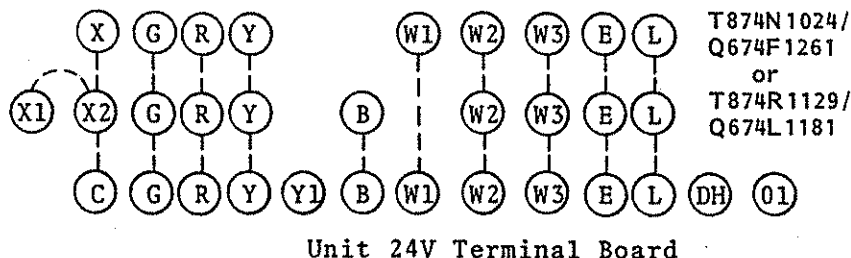 X G R Y W1 W2 W3 E L
T874N1024/
Q674F1261
or
T874R1129/
Q674L1181
X1 X2 G R Y B W2 W3 E L
C G R Y Y1 B W1 W2 W3 E L DH 01
Unit 24V Terminal Board